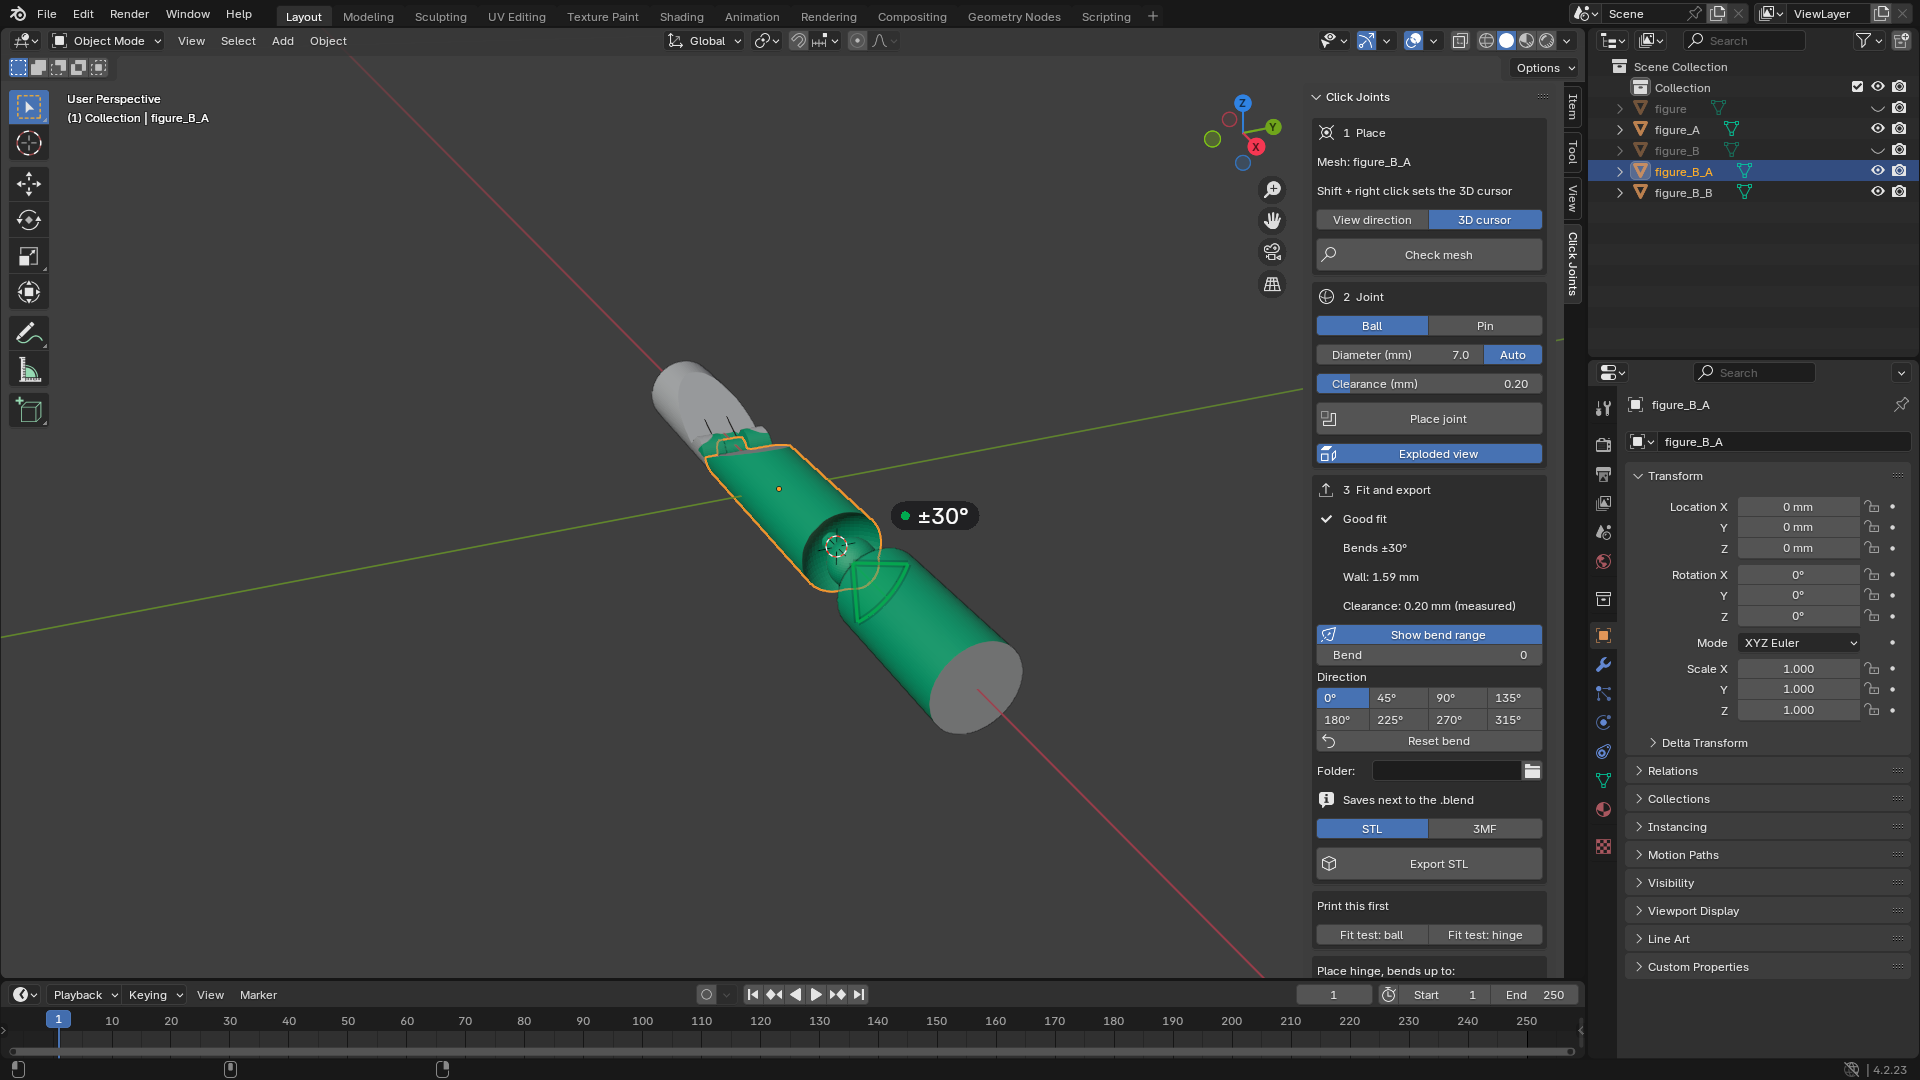 File Edit Render Window Help
Layout Modeling Sculpting UV Editing Texture Paint Shading Animation Rendering Compositing Geometry Nodes Scripting
Scene
ViewLayer
Object Mode View Select Add Object
Global
Options
User Perspective
(1) Collection | figure_B_A
Z
Y
X
±30°
Click Joints
1 Place
Mesh: figure_B_A
Shift + right click sets the 3D cursor
View direction 3D cursor
Check mesh
2 Joint
Ball Pin
Diameter (mm) 7.0 Auto
Clearance (mm) 0.20
Place joint
Exploded view
3 Fit and export
Good fit
Bends ±30°
Wall: 1.59 mm
Clearance: 0.20 mm (measured)
Show bend range
Bend 0
Direction
0° 45° 90° 135°
180° 225° 270° 315°
Reset bend
Folder:
Saves next to the .blend
STL 3MF
Export STL
Print this first
Fit test: ball Fit test: hinge
Place hinge, bends up to:
Item
Tool
View
Click Joints
Search
Scene Collection
Collection
figure
figure_A
figure_B
figure_B_A
figure_B_B
Search
figure_B_A
figure_B_A
Transform
Location X 0 mm
Y 0 mm
Z 0 mm
Rotation X 0°
Y 0°
Z 0°
Mode XYZ Euler
Scale X 1.000
Y 1.000
Z 1.000
Delta Transform
Relations
Collections
Instancing
Motion Paths
Visibility
Viewport Display
Line Art
Custom Properties
Playback Keying View Marker
1 Start 1 End 250
1 10 20 30 40 50 60 70 80 90 100 110 120 130 140 150 160 170 180 190 200 210 220 230 240 250
4.2.23